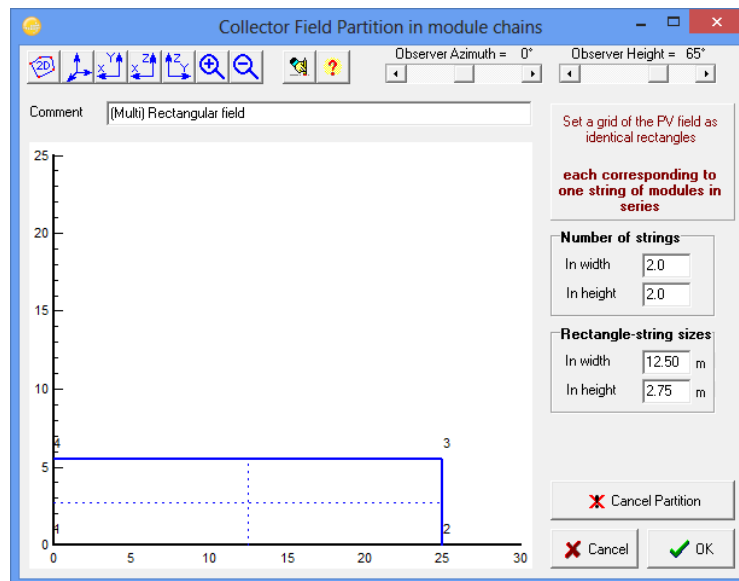 Collector Field Partition in module chains
2D
Y
x
Z
x
Z
Y
?
Observer Azimuth = 0°
Observer Height = 65°
Comment
(Multi) Rectangular field
Set a grid of the PV field as
identical rectangles
each corresponding to
one string of modules in
series
Number of strings
In width 2.0
In height 2.0
Rectangle-string sizes
In width 12.50 m
In height 2.75 m
25
20
15
10
5
0
4
3
1
2
0 5 10 15 20 25 30
Cancel Partition
Cancel
OK